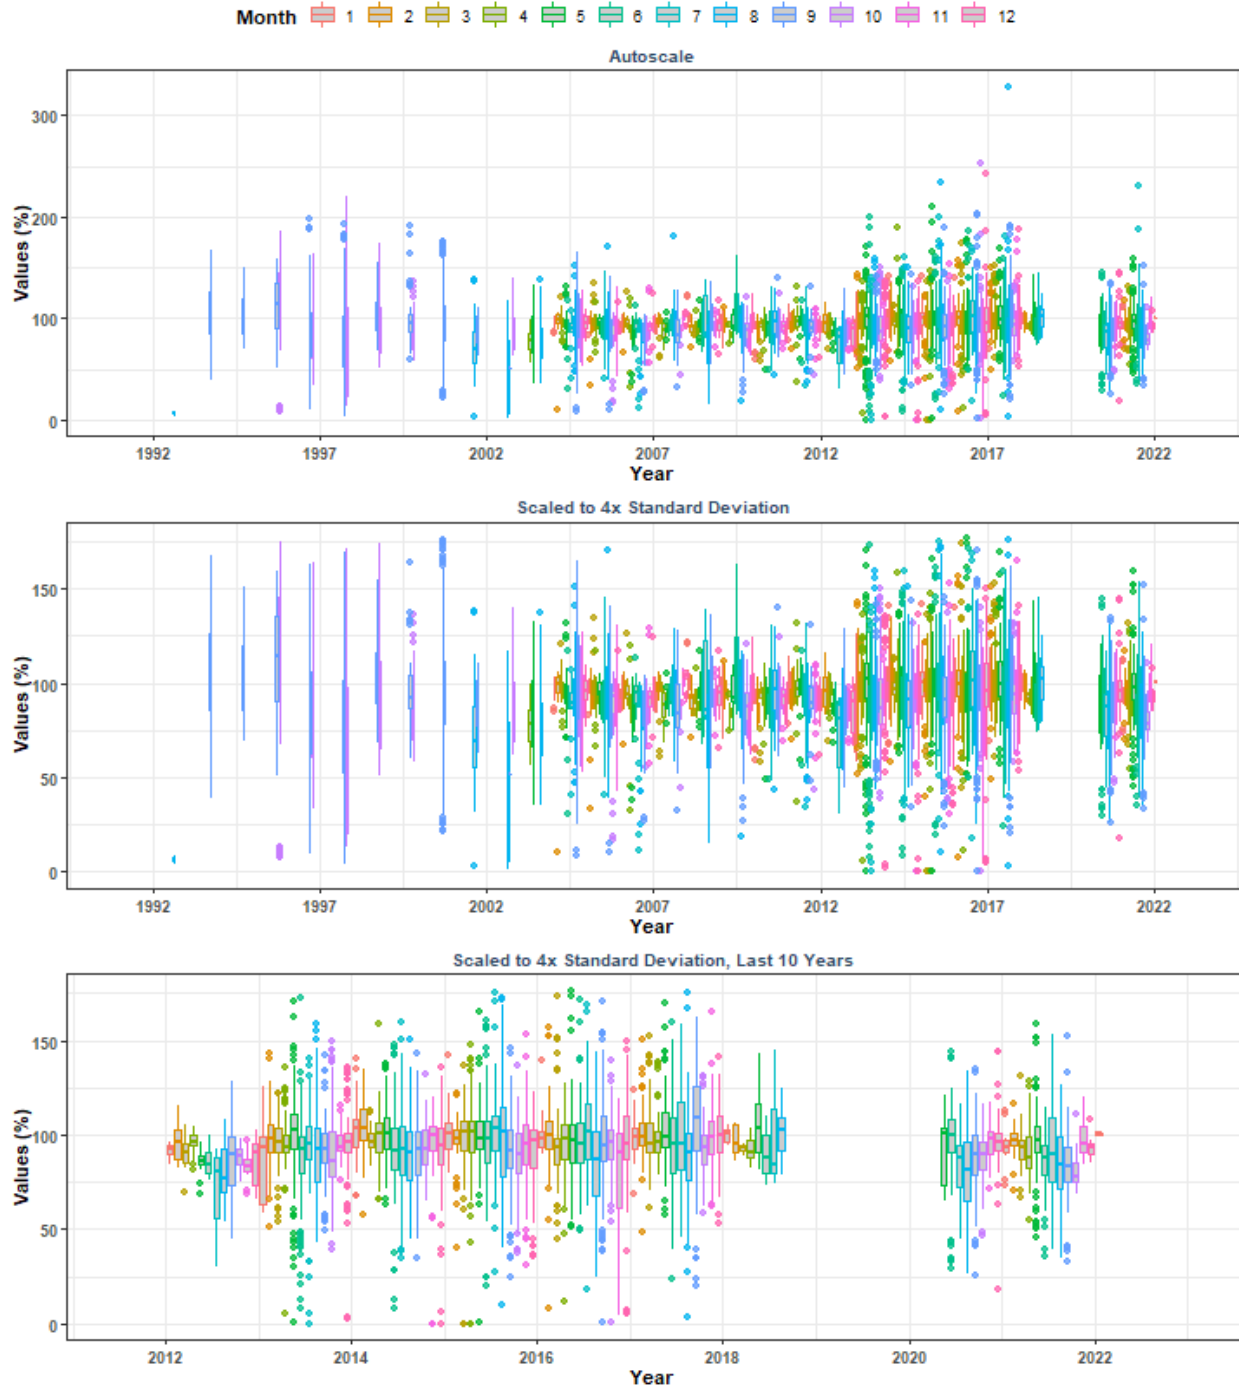 Month 1 2 3 4 5 6 7 8 9 10 11 12
Autoscale
Values (%)
300
200
100
0
1992 1997 2002 2007 2012 2017 2022
Year
Scaled to 4x Standard Deviation
Values (%)
150
100
50
0
1992 1997 2002 2007 2012 2017 2022
Year
Scaled to 4x Standard Deviation, Last 10 Years
Values (%)
150
100
50
0
2012 2014 2016 2018 2020 2022
Year